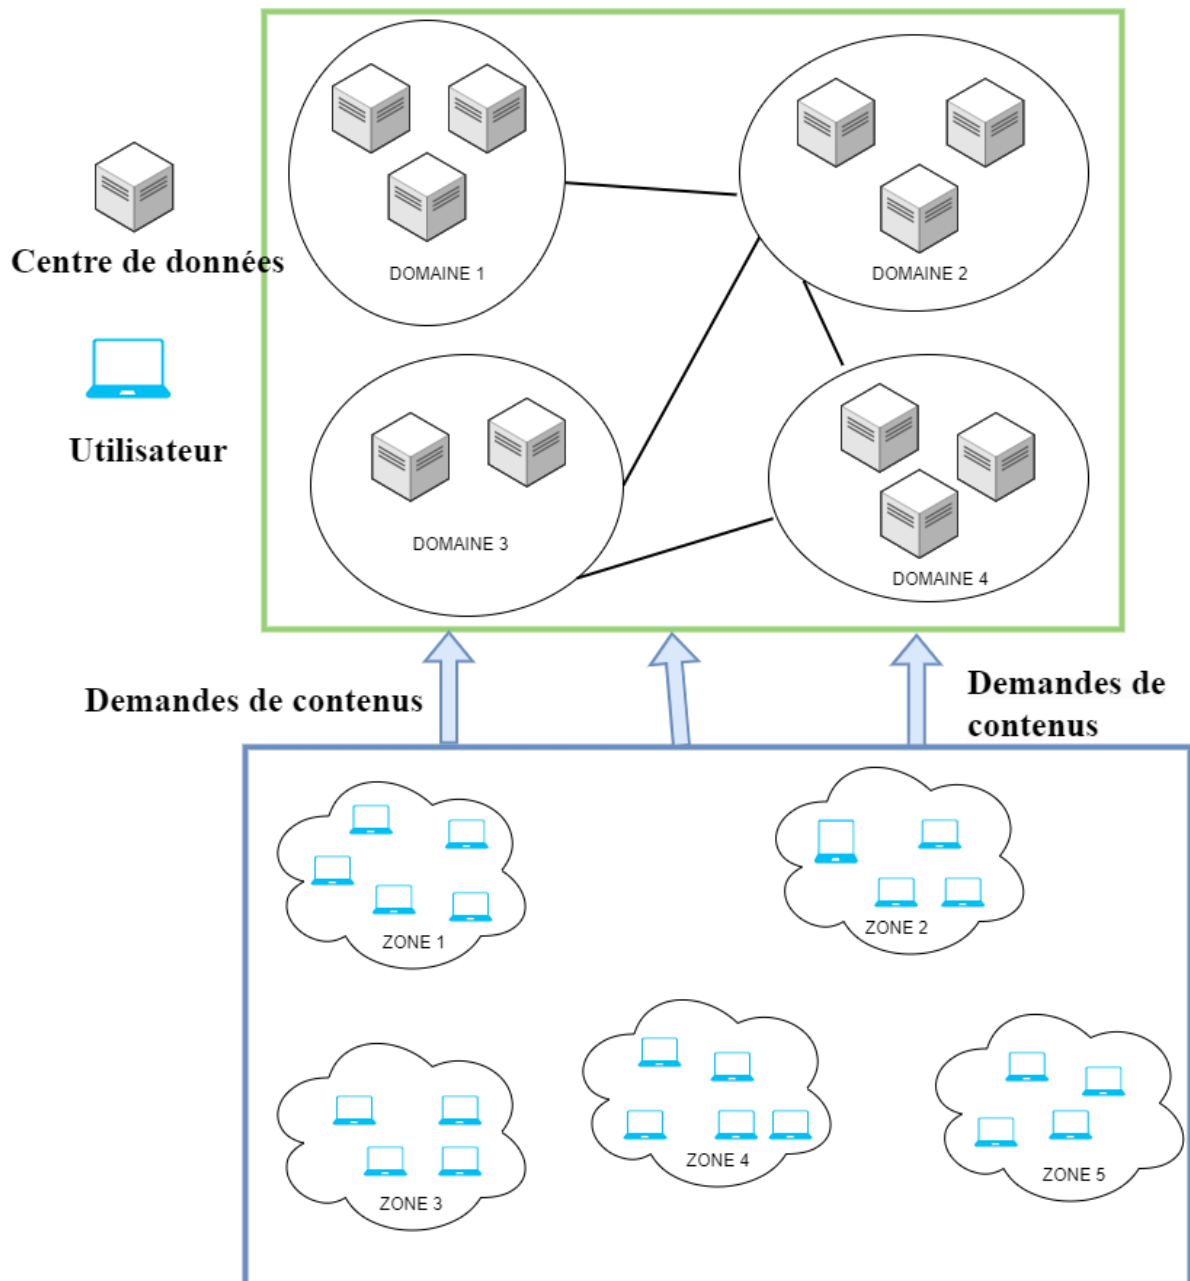 DOMAINE 1
DOMAINE 2
Centre de données
Utilisateur
DOMAINE 3
DOMAINE 4
Demandes de contenus
Demandes de
contenus
ZONE 1
ZONE 2
ZONE 3
ZONE 4
ZONE 5